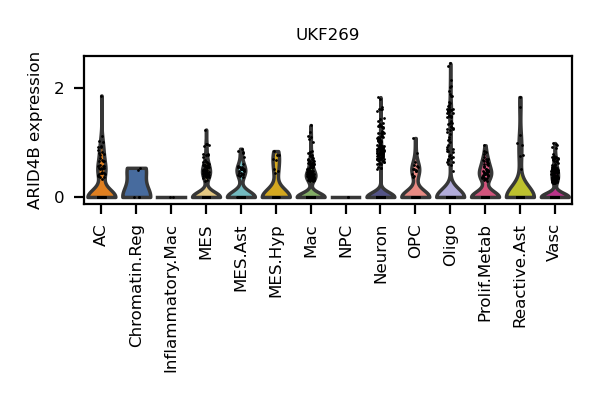 UKF269
ARID4B expression
2
0
AC
Chromatin.Reg
Inflammatory.Mac
MES
MES.Ast
MES.Hyp
Mac
NPC
Neuron
OPC
Oligo
Prolif.Metab
Reactive.Ast
Vasc